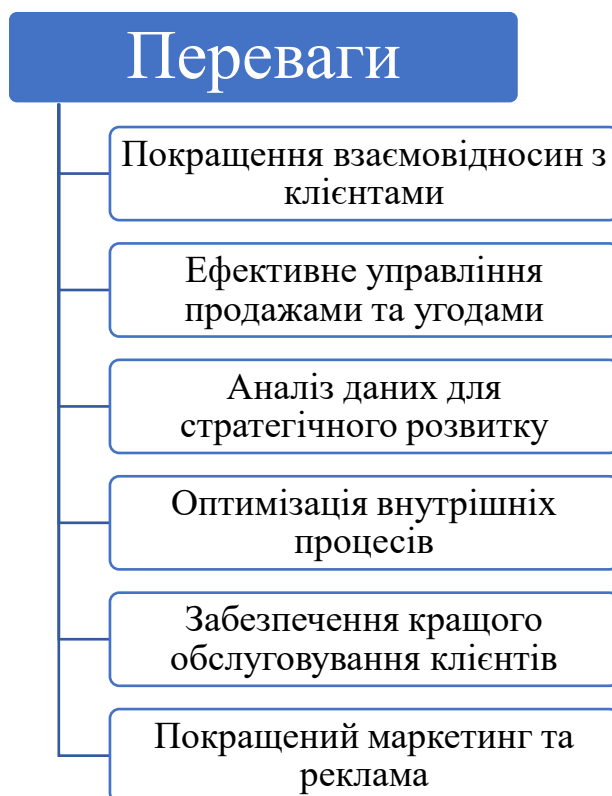 Переваги
Покращення взаємовідносин з
клієнтами
Ефективне управління
продажами та угодами
Аналіз даних для
стратегічного розвитку
Оптимізація внутрішніх
процесів
Забезпечення кращого
обслуговування клієнтів
Покращений маркетинг та
реклама